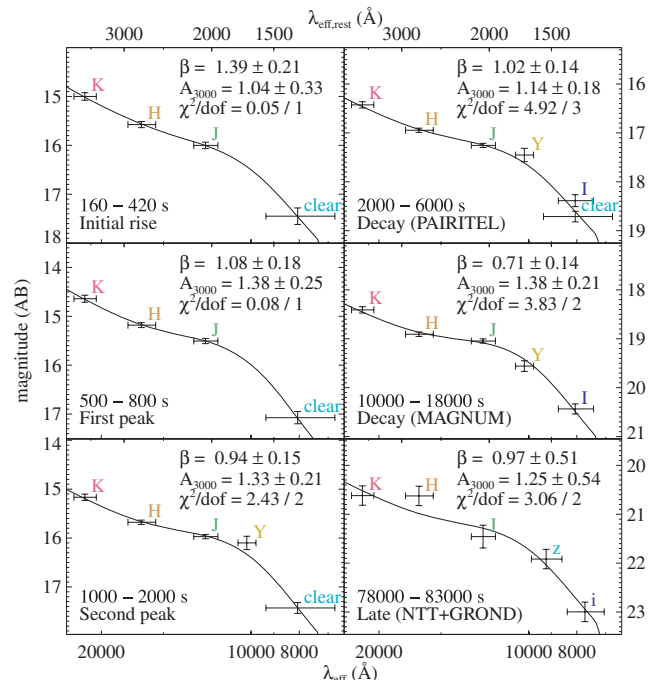 λeff,rest (Å)
3000 2000 1000
K H J clear
β = 1.39 ± 0.21
A3000 = 1.04 ± 0.33
χ²/dof = 0.05 / 1
160 – 420 s
Initial rise
15
16
17
18
3000 2000 1000
K H J Y I clear
β = 1.02 ± 0.14
A3000 = 1.14 ± 0.18
χ²/dof = 4.92 / 3
2000 – 6000 s
Decay (PAIRITEL)
16
17
18
19
magnitude (AB)
K H J clear
β = 1.08 ± 0.18
A3000 = 1.38 ± 0.25
χ²/dof = 0.08 / 1
500 – 800 s
First peak
14
15
16
17
K H J Y I
β = 0.71 ± 0.14
A3000 = 1.38 ± 0.21
χ²/dof = 3.83 / 2
10000 – 18000 s
Decay (MAGNUM)
18
19
20
21
K H J Y clear
β = 0.94 ± 0.15
A3000 = 1.33 ± 0.21
χ²/dof = 2.43 / 2
1000 – 2000 s
Second peak
15
16
17
K H J z i
β = 0.97 ± 0.51
A3000 = 1.25 ± 0.54
χ²/dof = 3.06 / 2
78000 – 83000 s
Late (NTT+GROND)
20
21
22
23
20000 10000 8000
20000 10000 8000
λeff (Å)